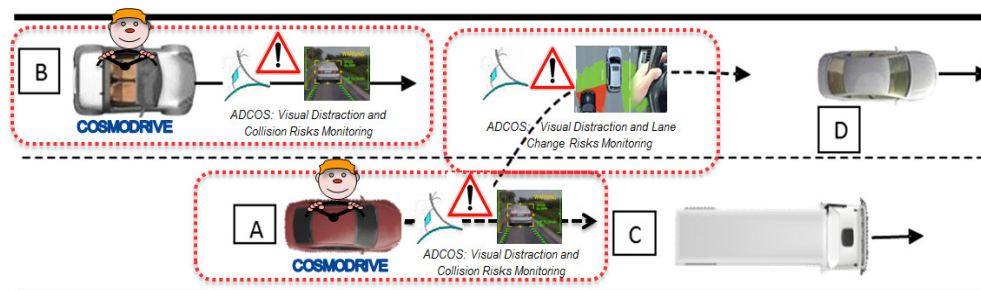 B
COSMODRIVE
ADCOS: Visual Distraction and
Collision Risks Monitoring
ADCOS: Visual Distraction and Lane
Change Risks Monitoring
D
A
COSMODRIVE
ADCOS: Visual Distraction and
Collision Risks Monitoring
C
WARNING